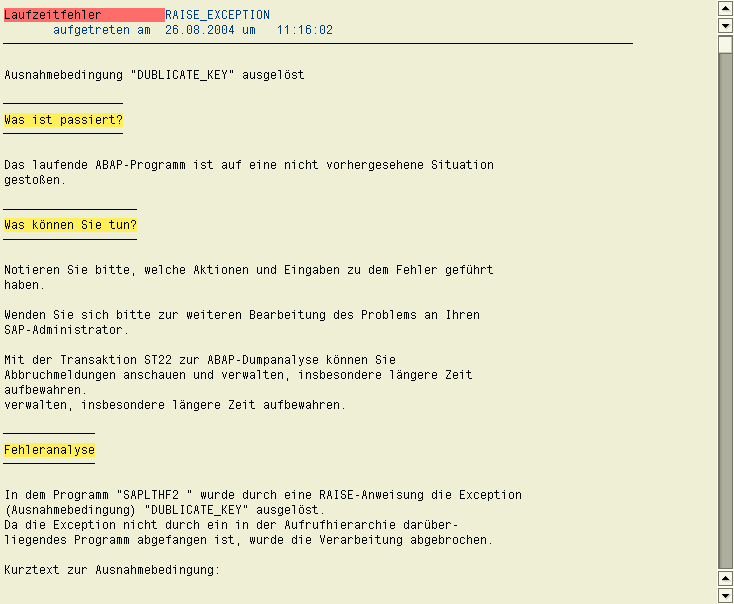 Laufzeitfehler RAISE_EXCEPTION
aufgetreten am 26.08.2004 um 11:16:02
Ausnahmebedingung "DUBLICATE_KEY" ausgelöst
Was ist passiert?
Das laufende ABAP-Programm ist auf eine nicht vorhergesehene Situation
gestoßen.
Was können Sie tun?
Notieren Sie bitte, welche Aktionen und Eingaben zu dem Fehler geführt
haben.
Wenden Sie sich bitte zur weiteren Bearbeitung des Problems an Ihren
SAP-Administrator.
Mit der Transaktion ST22 zur ABAP-Dumpanalyse können Sie
Abbruchmeldungen anschauen und verwalten, insbesondere längere Zeit
aufbewahren.
verwalten, insbesondere längere Zeit aufbewahren.
Fehleranalyse
In dem Programm "SAPLTHF2 " wurde durch eine RAISE-Anweisung die Exception
(Ausnahmebedingung) "DUBLICATE_KEY" ausgelöst.
Da die Exception nicht durch ein in der Aufrufhierarchie darüber-
liegendes Programm abgefangen ist, wurde die Verarbeitung abgebrochen.
Kurztext zur Ausnahmebedingung: